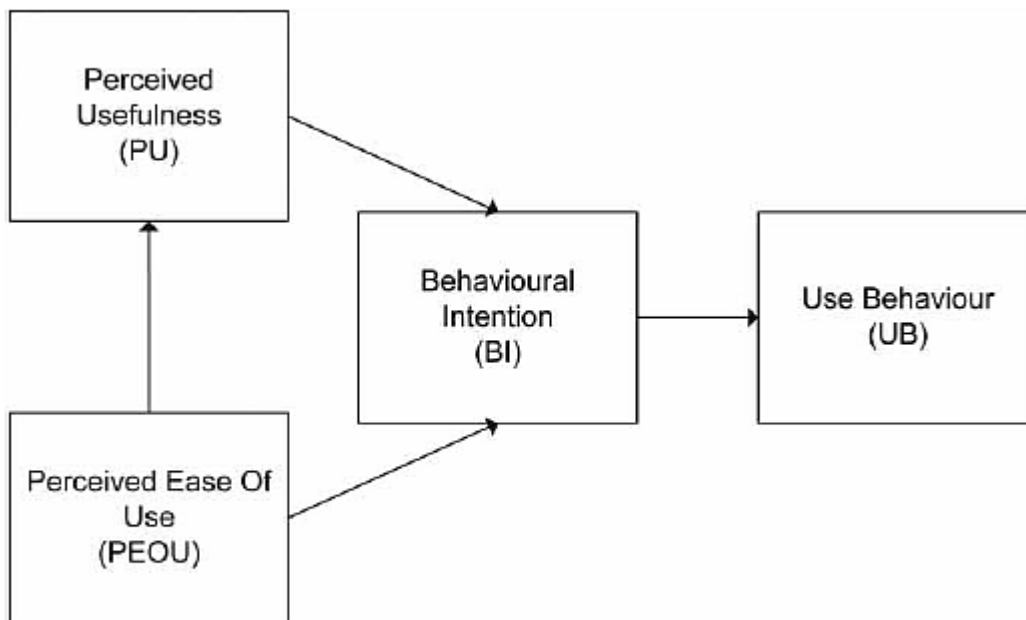 Perceived
Usefulness
(PU)
Behavioural
Intention
(BI)
Use Behaviour
(UB)
Perceived Ease Of
Use
(PEOU)